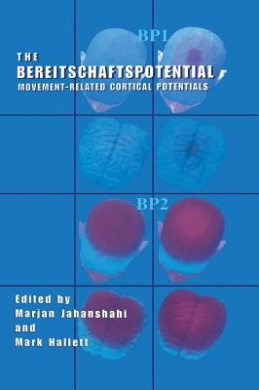 BP1
THE
BEREITSCHAFTSPOTENTIAL
MOVEMENT-RELATED CORTICAL POTENTIALS
BP2
Edited by
Marjan Jahanshahi
and
Mark Hallett